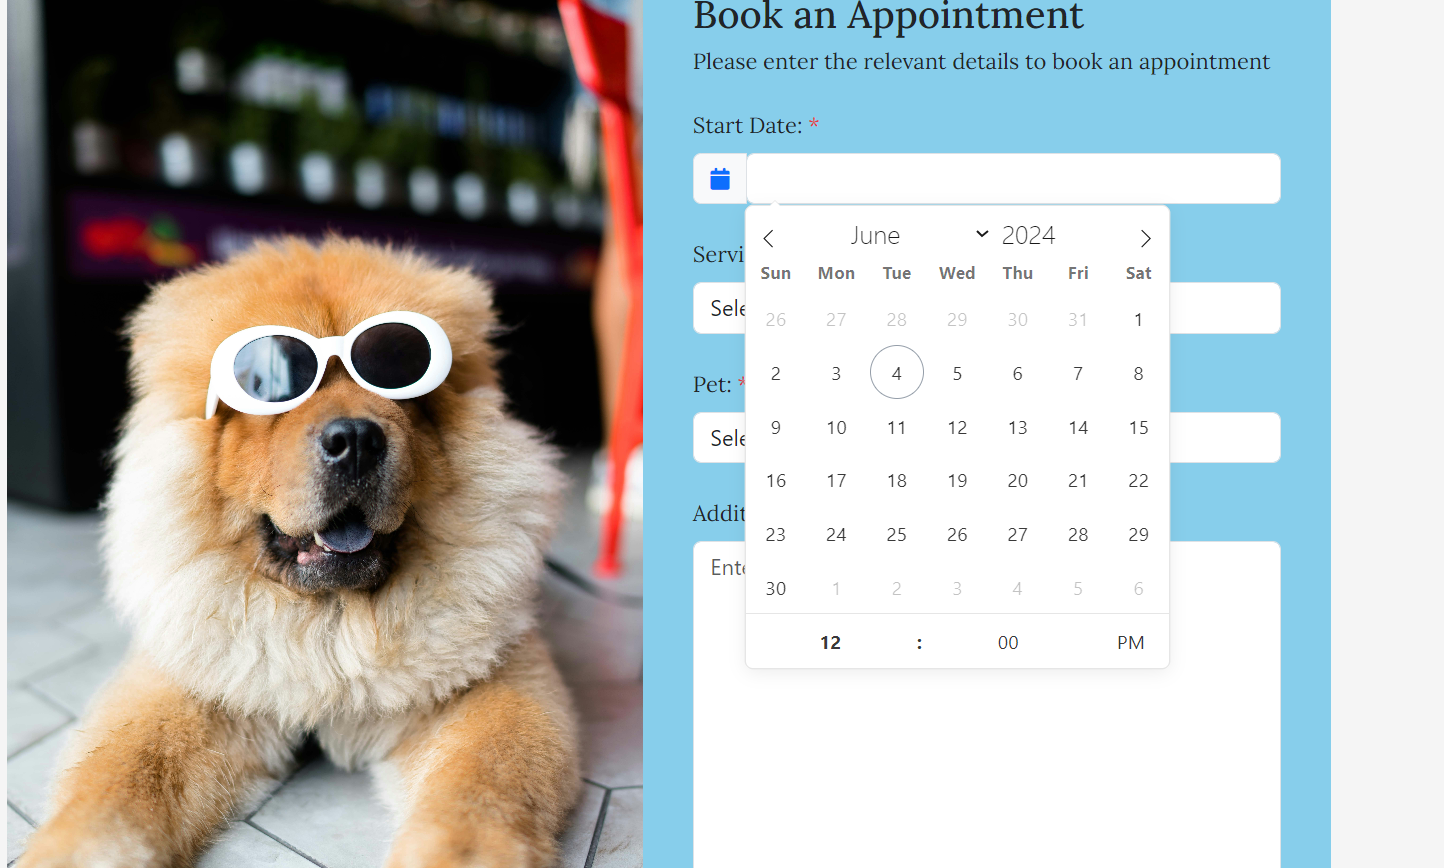 Book an Appointment
Please enter the relevant details to book an appointment
Start Date: *
June 2024
Servi
Sun Mon Tue Wed Thu Fri Sat
Sele
26 27 28 29 30 31 1
2 3 4 5 6 7 8
Pet: *
9 10 11 12 13 14 15
Sele
16 17 18 19 20 21 22
Addit
23 24 25 26 27 28 29
Ente
30 1 2 3 4 5 6
12 : 00 PM